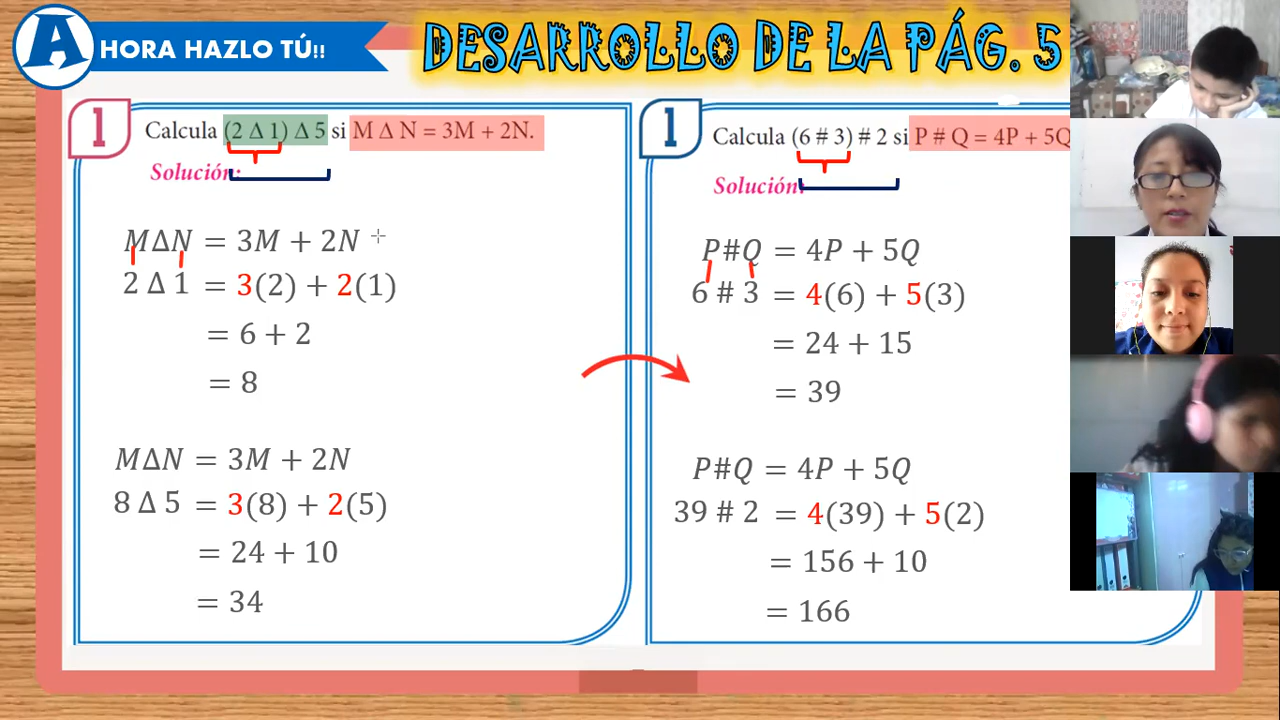 A HORA HAZLO TÚ!!
DESARROLLO DE LA PÁG. 5
1
Calcula (2 Δ 1) Δ 5 si M Δ N = 3M + 2N.
Solución:
MΔN = 3M + 2N
2 Δ 1 = 3(2) + 2(1)
= 6 + 2
= 8
MΔN = 3M + 2N
8 Δ 5 = 3(8) + 2(5)
= 24 + 10
= 34
1
Calcula (6 # 3) # 2 si P # Q = 4P + 5Q
Solución:
P#Q = 4P + 5Q
6 # 3 = 4(6) + 5(3)
= 24 + 15
= 39
P#Q = 4P + 5Q
39 # 2 = 4(39) + 5(2)
= 156 + 10
= 166